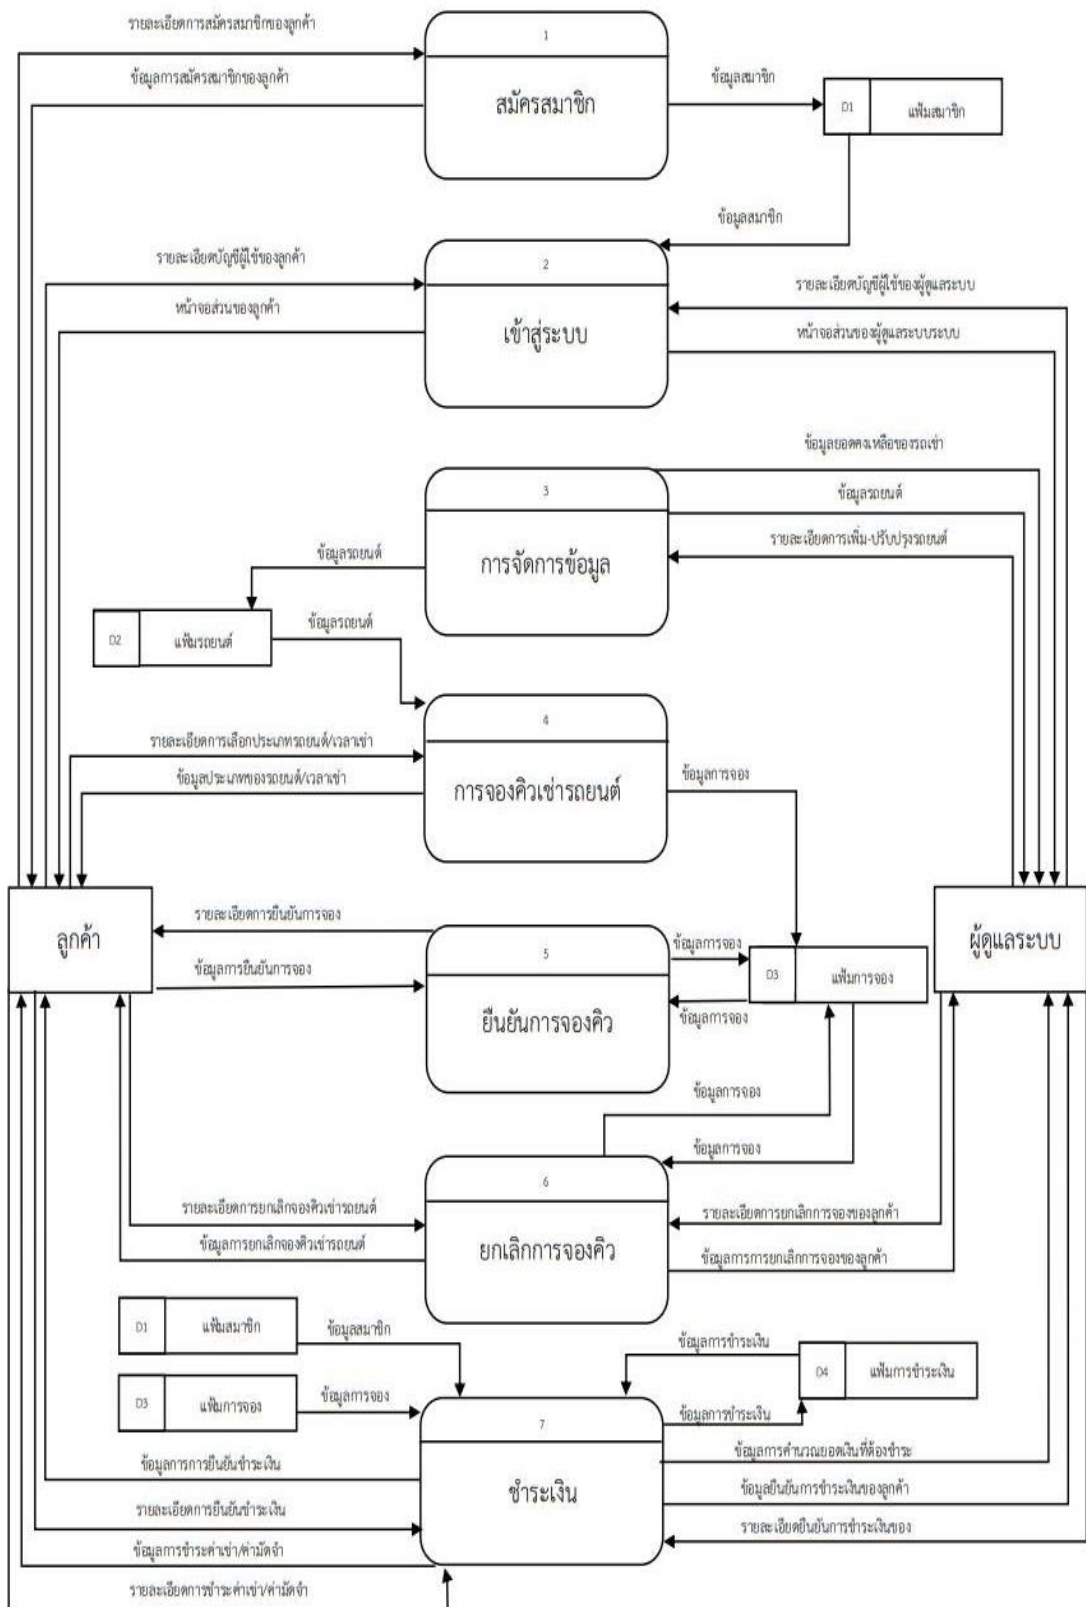 รายละเอียดการสมัครสมาชิกของลูกค้า
1
ข้อมูลการสมัครสมาชิกของลูกค้า
ข้อมูลสมาชิก
สมัครสมาชิก
D1
แฟ้มสมาชิก
ข้อมูลสมาชิก
รายละเอียดบัญชีผู้ใช้ของลูกค้า
2
รายละเอียดบัญชีผู้ใช้ของผู้ดูแลระบบ
หน้าจอส่วนของลูกค้า
เข้าสู่ระบบ
หน้าจอส่วนของผู้ดูแลระบบระบบ
ข้อมูลยอดคงเหลือของรถเช่า
3
ข้อมูลรถยนต์
รายละเอียดการเพิ่ม-ปรับปรุงรถยนต์
ข้อมูลรถยนต์
การจัดการข้อมูล
D2
แฟ้มรถยนต์
ข้อมูลรถยนต์
4
รายละเอียดการเลือกประเภทรถยนต์/เวลาเช่า
ข้อมูลประเภทของรถยนต์/เวลาเช่า
การจองคิวเช่ารถยนต์
ข้อมูลการจอง
ลูกค้า
รายละเอียดการยืนยันการจอง
5
ข้อมูลการจอง
ผู้ดูแลระบบ
ข้อมูลการยืนยันการจอง
D3
แฟ้มการจอง
ยืนยันการจองคิว
ข้อมูลการจอง
ข้อมูลการจอง
ข้อมูลการจอง
6
รายละเอียดการยกเลิกจองคิวเช่ารถยนต์
รายละเอียดการยกเลิกการจองของลูกค้า
ข้อมูลการยกเลิกจองคิวเช่ารถยนต์
ยกเลิกการจองคิว
ข้อมูลการการยกเลิกการจองของลูกค้า
D1
แฟ้มสมาชิก
ข้อมูลสมาชิก
ข้อมูลการชำระเงิน
D4
แฟ้มการชำระเงิน
D3
แฟ้มการจอง
ข้อมูลการจอง
ข้อมูลการชำระเงิน
7
ข้อมูลการคำนวณยอดเงินที่ต้องชำระ
ข้อมูลการการยืนยันชำระเงิน
ชำระเงิน
ข้อมูลยืนยันการชำระเงินของลูกค้า
รายละเอียดการยืนยันชำระเงิน
รายละเอียดยืนยันการชำระเงินของ
ข้อมูลการชำระค่าเช่า/ค่ามัดจำ
รายละเอียดการชำระค่าเช่า/ค่ามัดจำ